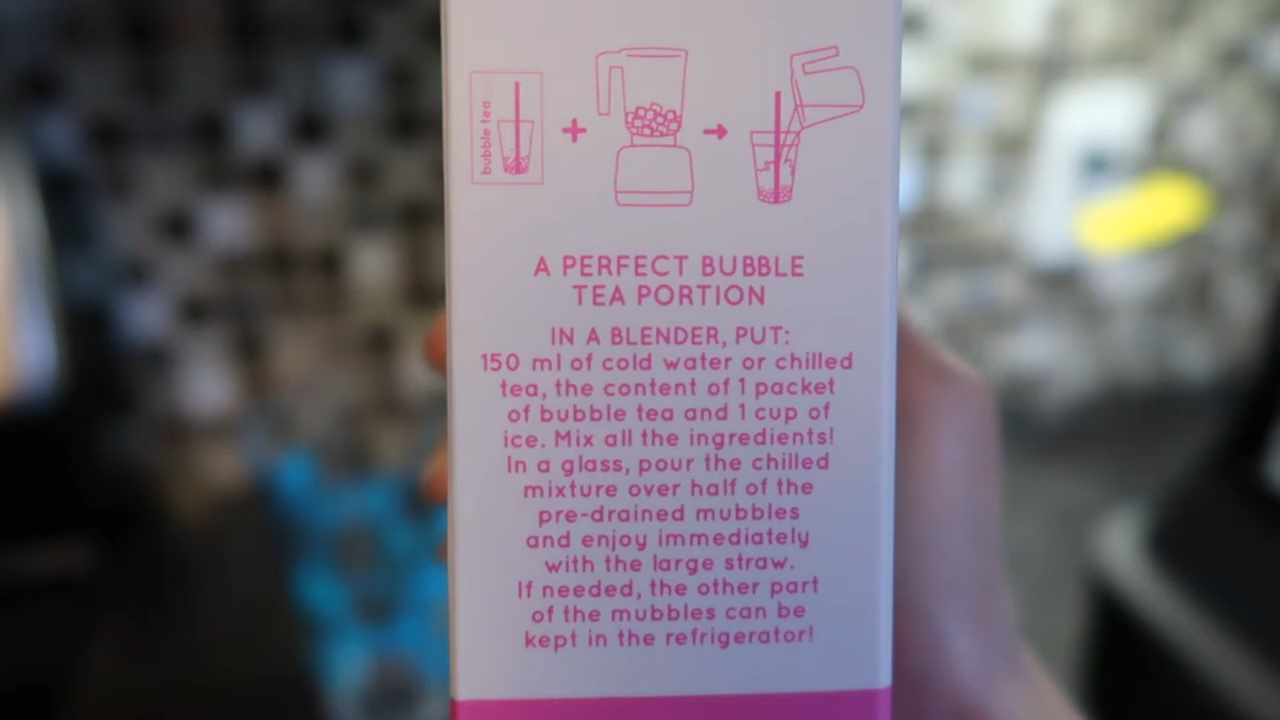 bubble tea
A PERFECT BUBBLE
TEA PORTION
IN A BLENDER, PUT:
150 ml of cold water or chilled
tea, the content of 1 packet
of bubble tea and 1 cup of
ice. Mix all the ingredients!
In a glass, pour the chilled
mixture over half of the
pre-drained mubbles
and enjoy immediately
with the large straw.
If needed, the other part
of the mubbles can be
kept in the refrigerator!